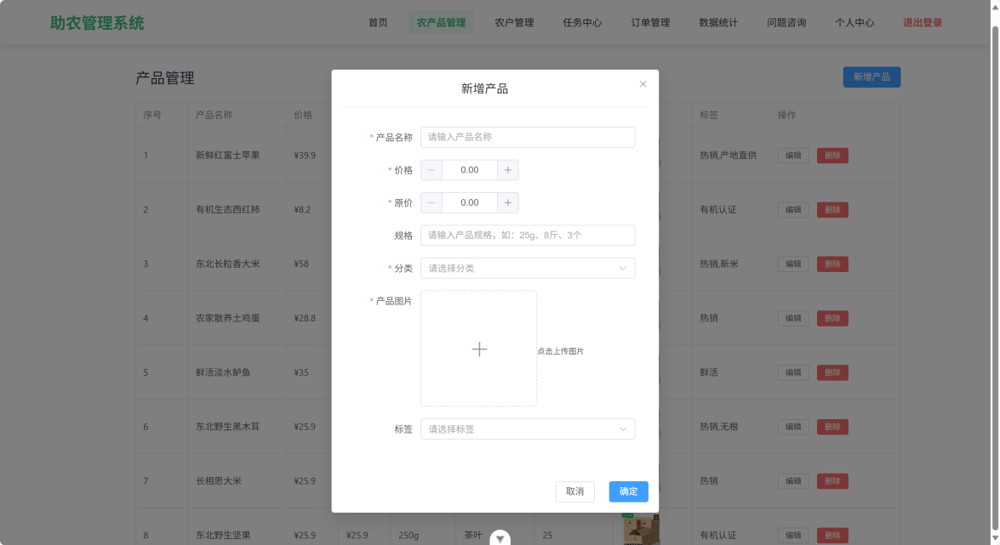 助农管理系统 首页 农产品管理 农户管理 任务中心 订单管理 数据统计 问题咨询 个人中心 退出登录
产品管理 新增产品
新增产品
序号 产品名称 价格 标签 操作
* 产品名称 请输入产品名称
1 新鲜红富士苹果 ¥39.9 热销,产地直供 编辑 删除
* 价格 0.00
* 原价 0.00
2 有机生态西红柿 ¥8.2 有机认证 编辑 删除
规格 请输入产品规格，如：25g、8斤、3个
3 东北长粒香大米 ¥58 热销,新米 编辑 删除
* 分类 请选择分类
* 产品图片
4 农家散养土鸡蛋 ¥28.8 热销 编辑 删除
点击上传图片
5 鲜活淡水鲈鱼 ¥35 鲜活 编辑 删除
6 东北野生黑木耳 ¥25.9 热销,无根 编辑 删除
标签 请选择标签
7 长相思大米 ¥25.9 热销 编辑 删除
取消 确定
8 东北野生坚果 ¥25.9 ¥25.9 250g 茶叶 25 有机认证 编辑 删除